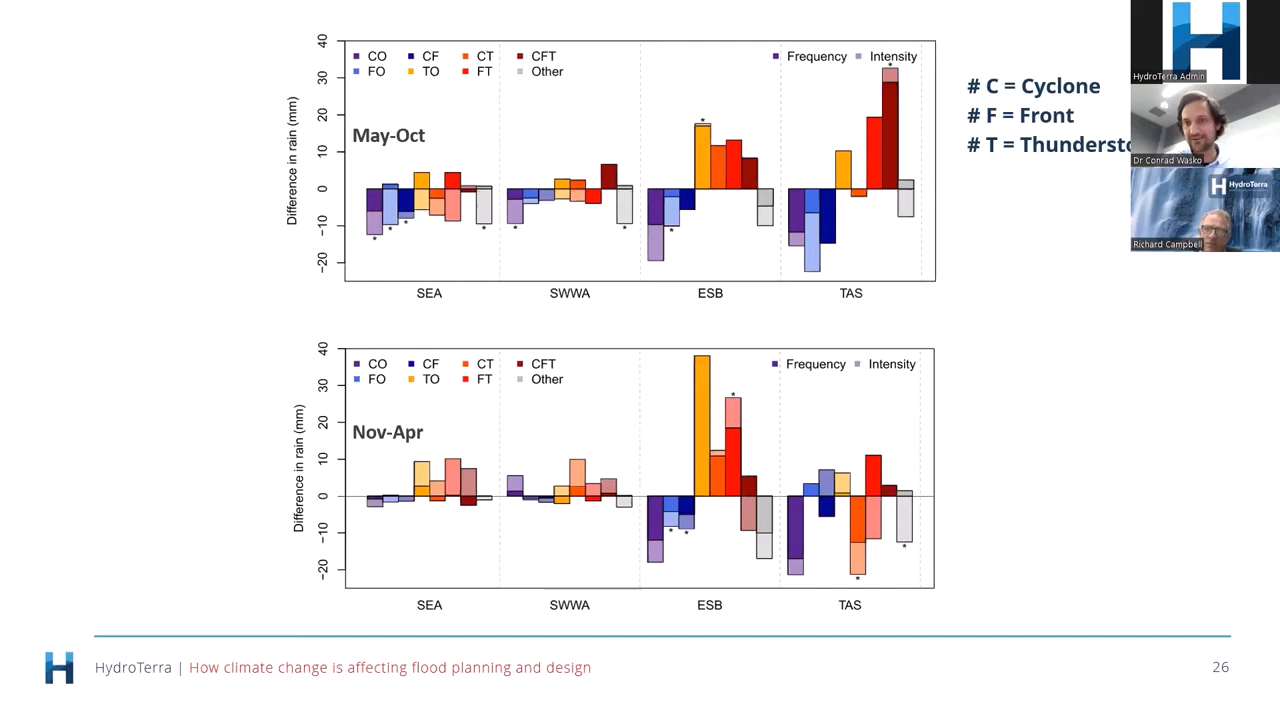 40
30
20
10
0
−10
−20
Difference in rain (mm)
CO CF CT CFT
FO TO FT Other
Frequency Intensity
May-Oct
* * * * * * * * *
SEA SWWA ESB TAS
40
30
20
10
0
−10
−20
Difference in rain (mm)
CO CF CT CFT
FO TO FT Other
Frequency Intensity
Nov-Apr
* * * * *
SEA SWWA ESB TAS
# C = Cyclone
# F = Front
# T = Thundersto
HydroTerra Admin
Dr Conrad Wasko
HydroTerra
Richard Campbell
HydroTerra | How climate change is affecting flood planning and design
26